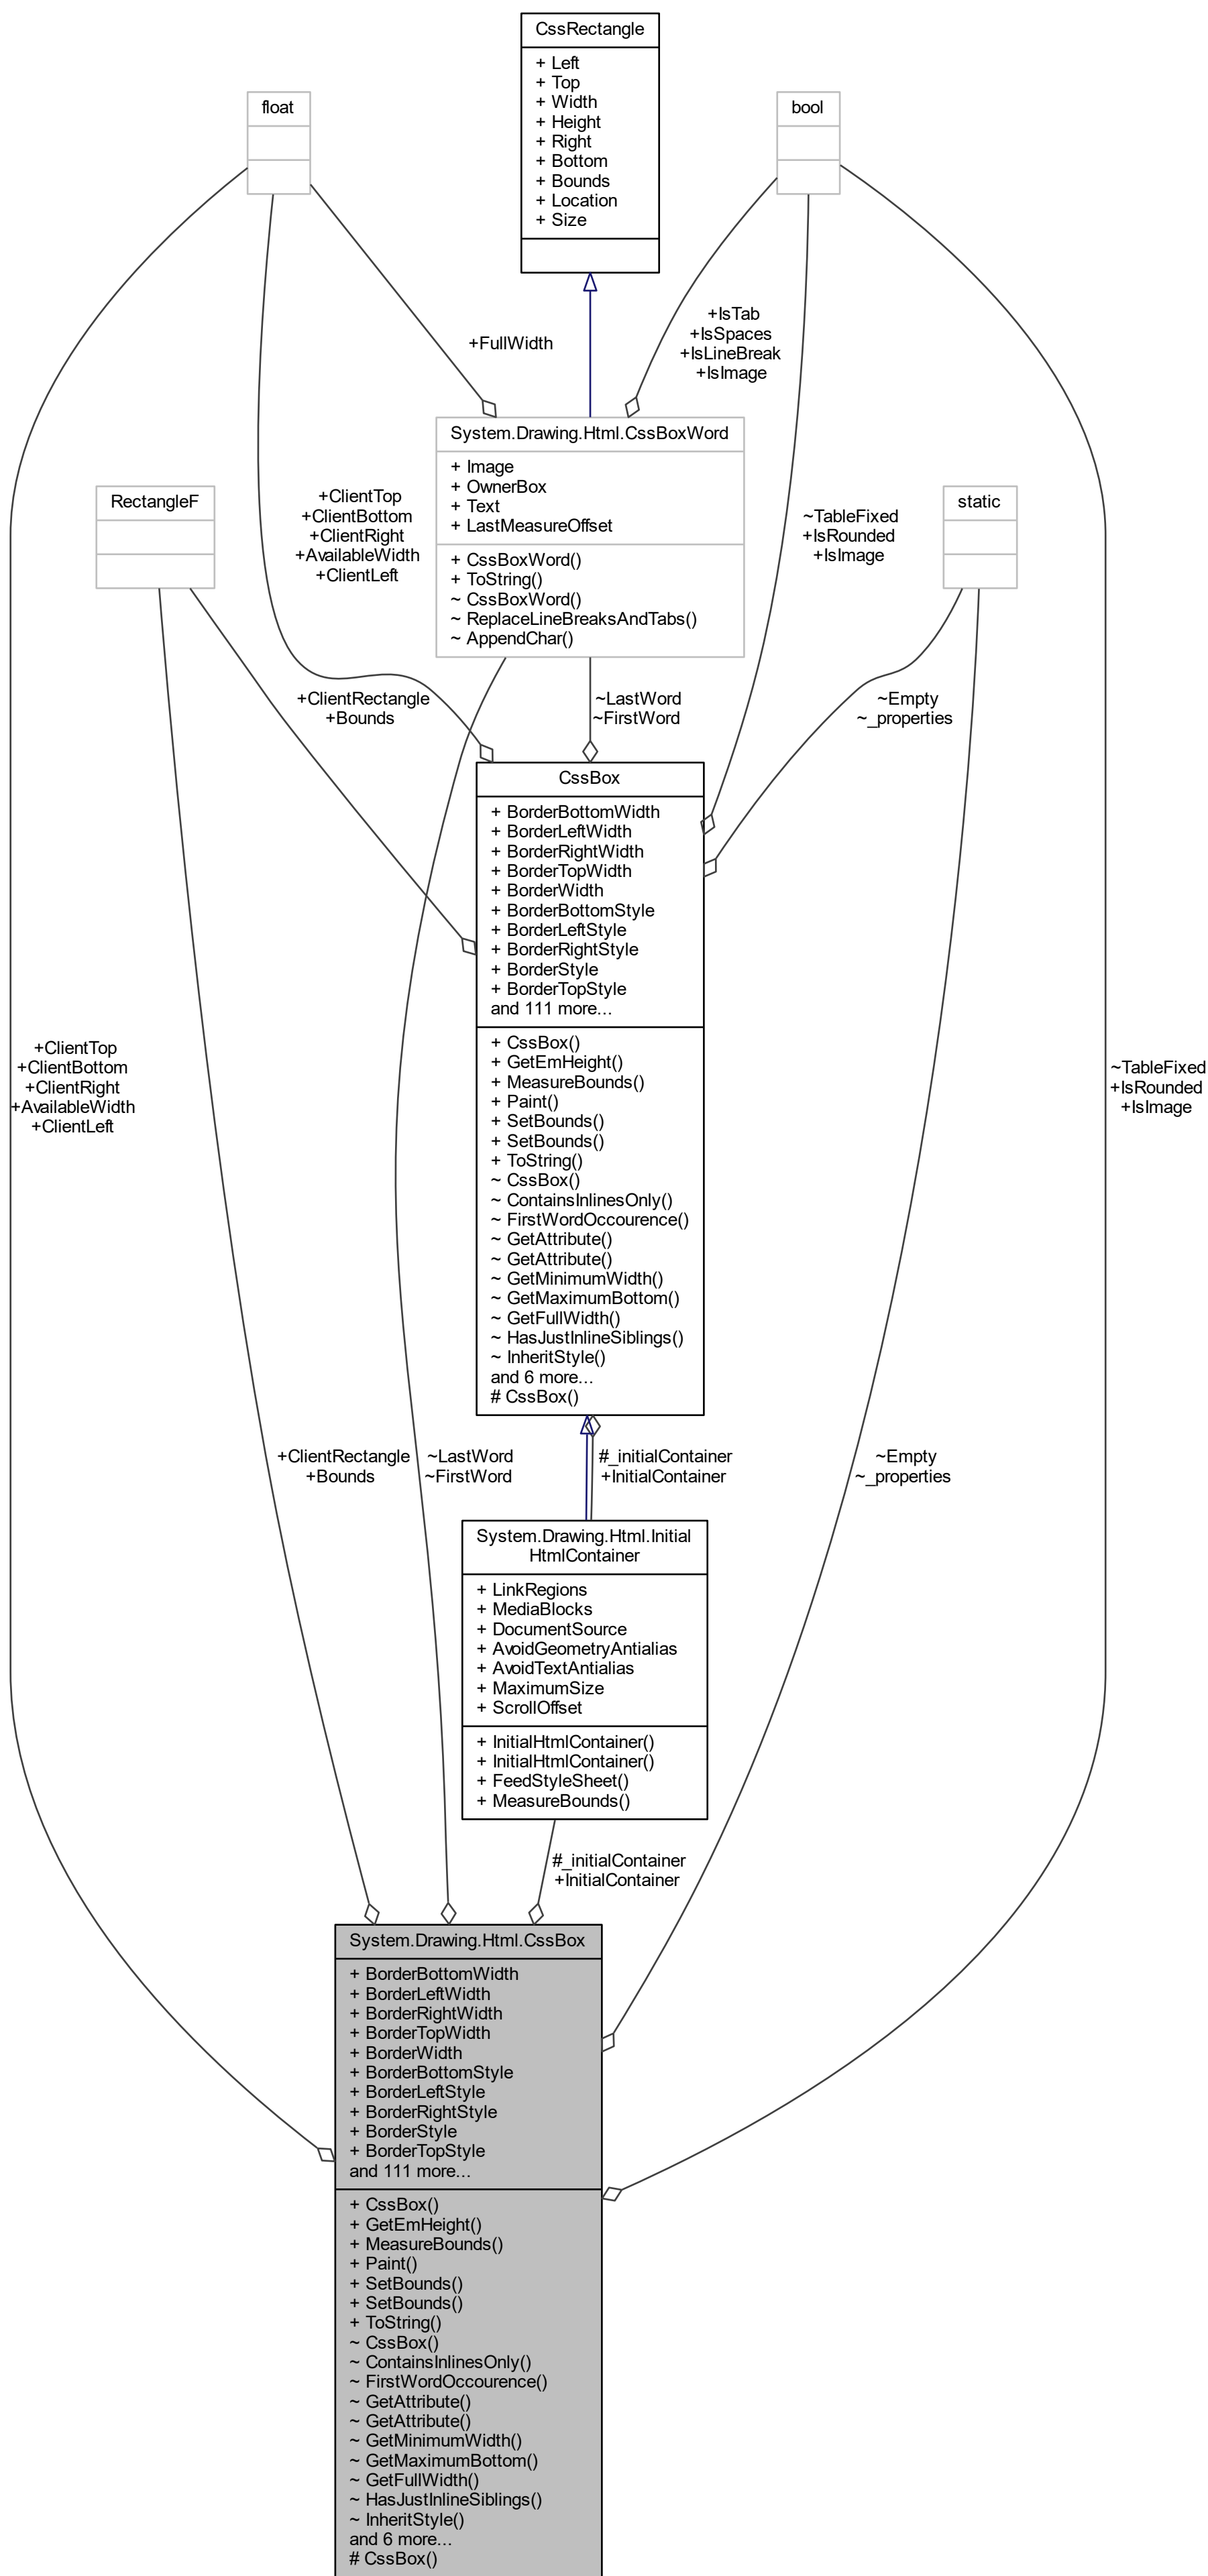 CssRectangle
+ Left
+ Top
+ Width
+ Height
+ Right
+ Bottom
+ Bounds
+ Location
+ Size
float
bool
+FullWidth
+IsTab
+IsSpaces
+IsLineBreak
+IsImage
System.Drawing.Html.CssBoxWord
+ Image
+ OwnerBox
+ Text
+ LastMeasureOffset
+ CssBoxWord()
+ ToString()
~ CssBoxWord()
~ ReplaceLineBreaksAndTabs()
~ AppendChar()
RectangleF
+ClientTop
+ClientBottom
+ClientRight
+AvailableWidth
+ClientLeft
~TableFixed
+IsRounded
+IsImage
static
+ClientRectangle
+Bounds
~LastWord
~FirstWord
~Empty
~_properties
CssBox
+ BorderBottomWidth
+ BorderLeftWidth
+ BorderRightWidth
+ BorderTopWidth
+ BorderWidth
+ BorderBottomStyle
+ BorderLeftStyle
+ BorderRightStyle
+ BorderStyle
+ BorderTopStyle
and 111 more...
+ CssBox()
+ GetEmHeight()
+ MeasureBounds()
+ Paint()
+ SetBounds()
+ SetBounds()
+ ToString()
~ CssBox()
~ ContainsInlinesOnly()
~ FirstWordOccourence()
~ GetAttribute()
~ GetAttribute()
~ GetMinimumWidth()
~ GetMaximumBottom()
~ GetFullWidth()
~ HasJustInlineSiblings()
~ InheritStyle()
and 6 more...
# CssBox()
+ClientTop
+ClientBottom
+ClientRight
+AvailableWidth
+ClientLeft
~TableFixed
+IsRounded
+IsImage
+ClientRectangle
+Bounds
~LastWord
~FirstWord
#_initialContainer
+InitialContainer
~Empty
~_properties
System.Drawing.Html.Initial
HtmlContainer
+ LinkRegions
+ MediaBlocks
+ DocumentSource
+ AvoidGeometryAntialias
+ AvoidTextAntialias
+ MaximumSize
+ ScrollOffset
+ InitialHtmlContainer()
+ InitialHtmlContainer()
+ FeedStyleSheet()
+ MeasureBounds()
#_initialContainer
+InitialContainer
System.Drawing.Html.CssBox
+ BorderBottomWidth
+ BorderLeftWidth
+ BorderRightWidth
+ BorderTopWidth
+ BorderWidth
+ BorderBottomStyle
+ BorderLeftStyle
+ BorderRightStyle
+ BorderStyle
+ BorderTopStyle
and 111 more...
+ CssBox()
+ GetEmHeight()
+ MeasureBounds()
+ Paint()
+ SetBounds()
+ SetBounds()
+ ToString()
~ CssBox()
~ ContainsInlinesOnly()
~ FirstWordOccourence()
~ GetAttribute()
~ GetAttribute()
~ GetMinimumWidth()
~ GetMaximumBottom()
~ GetFullWidth()
~ HasJustInlineSiblings()
~ InheritStyle()
and 6 more...
# CssBox()